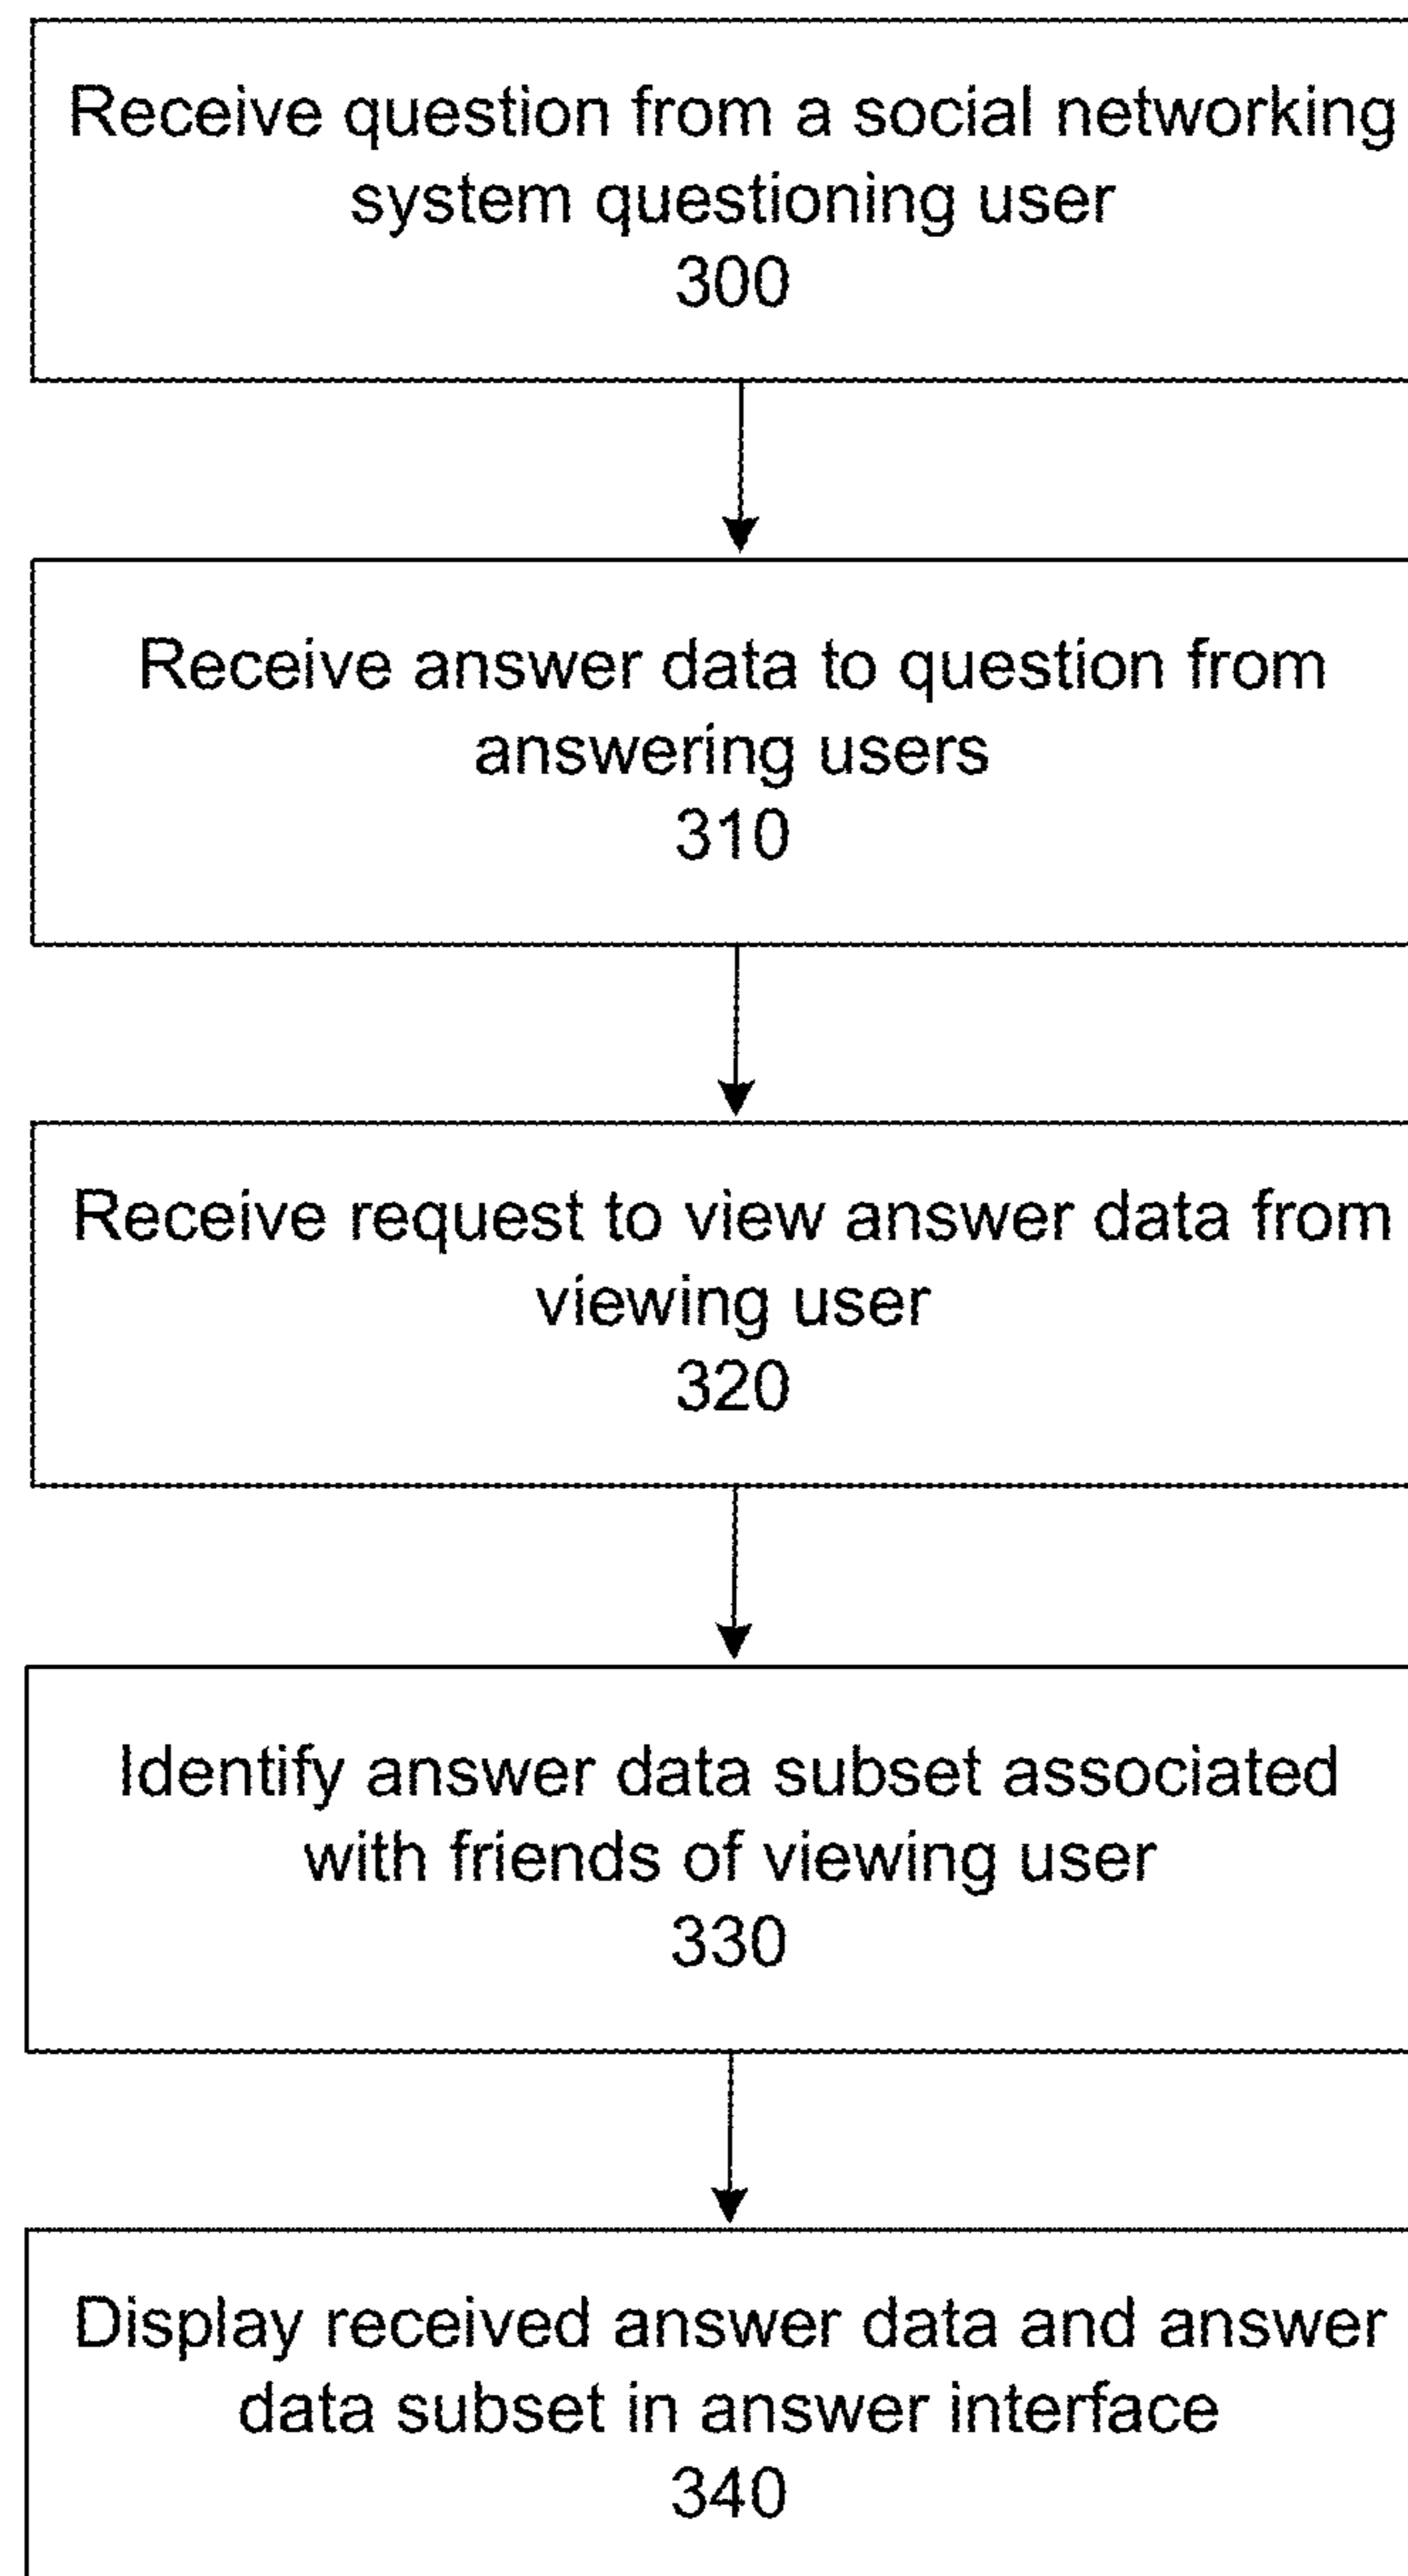 Receive question from a social networking
system questioning user
300
Receive answer data to question from
answering users
310
Receive request to view answer data from
viewing user
320
Identify answer data subset associated
with friends of viewing user
330
Display received answer data and answer
data subset in answer interface
340